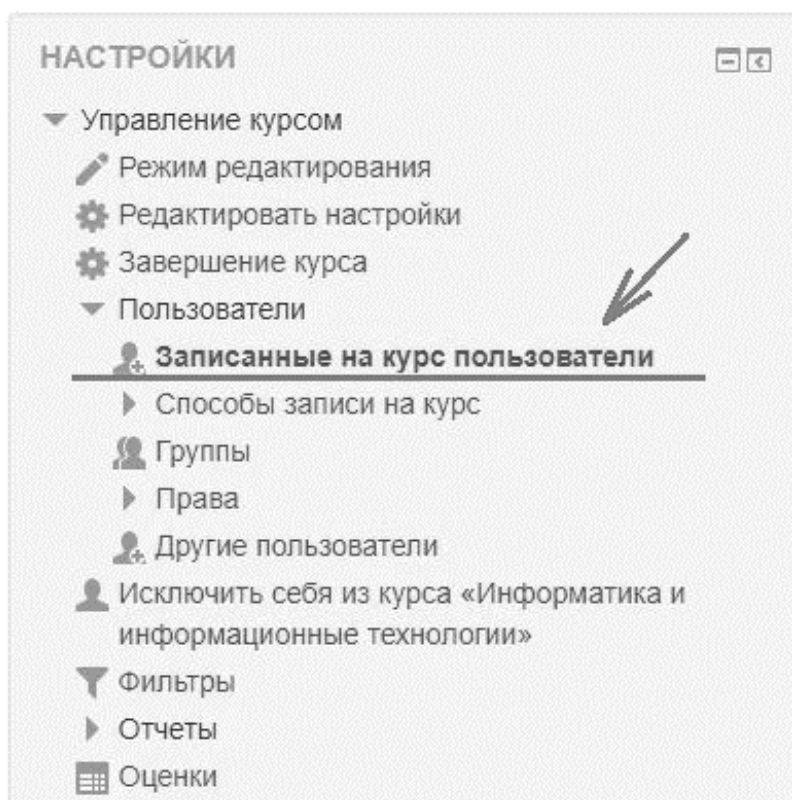 НАСТРОЙКИ
Управление курсом
Режим редактирования
Редактировать настройки
Завершение курса
Пользователи
Записанные на курс пользователи
Способы записи на курс
Группы
Права
Другие пользователи
Исключить себя из курса «Информатика и
информационные технологии»
Фильтры
Отчеты
Оценки